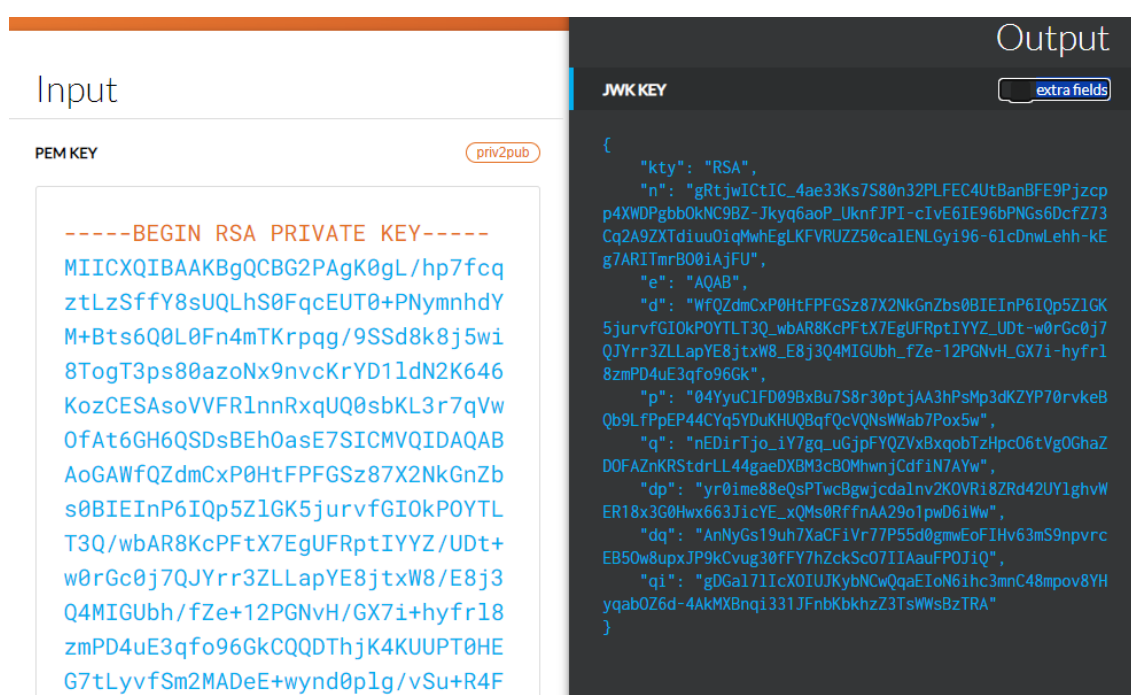 Input
PEM KEY
priv2pub
-----BEGIN RSA PRIVATE KEY-----
MIICXQIBAAKBgQCBG2PAgK0gL/hp7fcq
ztLzSffY8sUQLhS0FqcEUT0+PNymnhdY
M+Bts6Q0L0Fn4mTKrpqg/9SSd8k8j5wi
8TogT3ps80azoNx9nvcKrYD1ldN2K646
KozCESAsoVVFRlnnRxqUQ0sbKL3r7qVw
OfAt6GH6QSDsBEhOasE7SICMVQIDAQAB
AoGAWfQZdmCxP0HtFPFGSz87X2NkGnZb
s0BIEInP6IQp5ZlGK5jurvfGIOkPOYTL
T3Q/wbAR8KcPFtX7EgUFRptIYYZ/UDt+
w0rGc0j7QJYrr3ZLLapYE8jtxW8/E8j3
Q4MIGUbh/fZe+12PGNvH/GX7i+hyfrl8
zmPD4uE3qfo96GkCQQDThjK4KUUPT0HE
G7tLyvfSm2MADeE+wynd0plg/vSu+R4F
Output
JWK KEY
extra fields
{
"kty": "RSA",
"n": "gRtjwICtIC_4ae33Ks7S80n32PLFEC4UtBanBFE9Pjzcp
p4XWDPgbbOkNC9BZ-Jkyq6aoP_UknfJPI-cIvE6IE96bPNGs6DcfZ73
Cq2A9ZXTdiuuOiqMwhEgLKFVRUZZ50calENLGyi96-6lcDnwLehh-kE
g7ARITmrBO0iAjFU",
"e": "AQAB",
"d": "WfQZdmCxP0HtFPFGSz87X2NkGnZbs0BIEInP6IQp5ZlGK
5jurvfGIOkPOYTLT3Q_wbAR8KcPFtX7EgUFRptIYYZ_UDt-w0rGc0j7
QJYrr3ZLLapYE8jtxW8_E8j3Q4MIGUbh_fZe-12PGNvH_GX7i-hyfrl
8zmPD4uE3qfo96Gk",
"p": "04YyuClFD09BxBu7S8r30ptjAA3hPsMp3dKZYP70rvkeB
Qb9LfPpEP44CYq5YDuKHUQBqfQcVQNsWWab7Pox5w",
"q": "nEDirTjo_iY7gq_uGjpFYQZVxBxqobTzHpcO6tVgOGhaZ
DOFAZnKRStdrLL44gaeDXBM3cBOMhwnjCdfiN7AYw",
"dp": "yr0ime88eQsPTwcBgwjcdalnv2KOVRi8ZRd42UYlghvW
ER18x3G0Hwx663JicYE_xQMs0RffnAA29o1pwD6iWw",
"dq": "AnNyGs19uh7XaCFiVr77P55d0gmwEoFIHv63mS9npvrc
EB5Ow8upxJP9kCvug30fFY7hZckScO7IIAauFPOJiQ",
"qi": "gDGal7lIcXOIUJKybNCwQqaEIoN6ihc3mnC48mpov8YH
yqabOZ6d-4AkMXBnqi331JFnbKbkhzZ3TsWWsBzTRA"
}